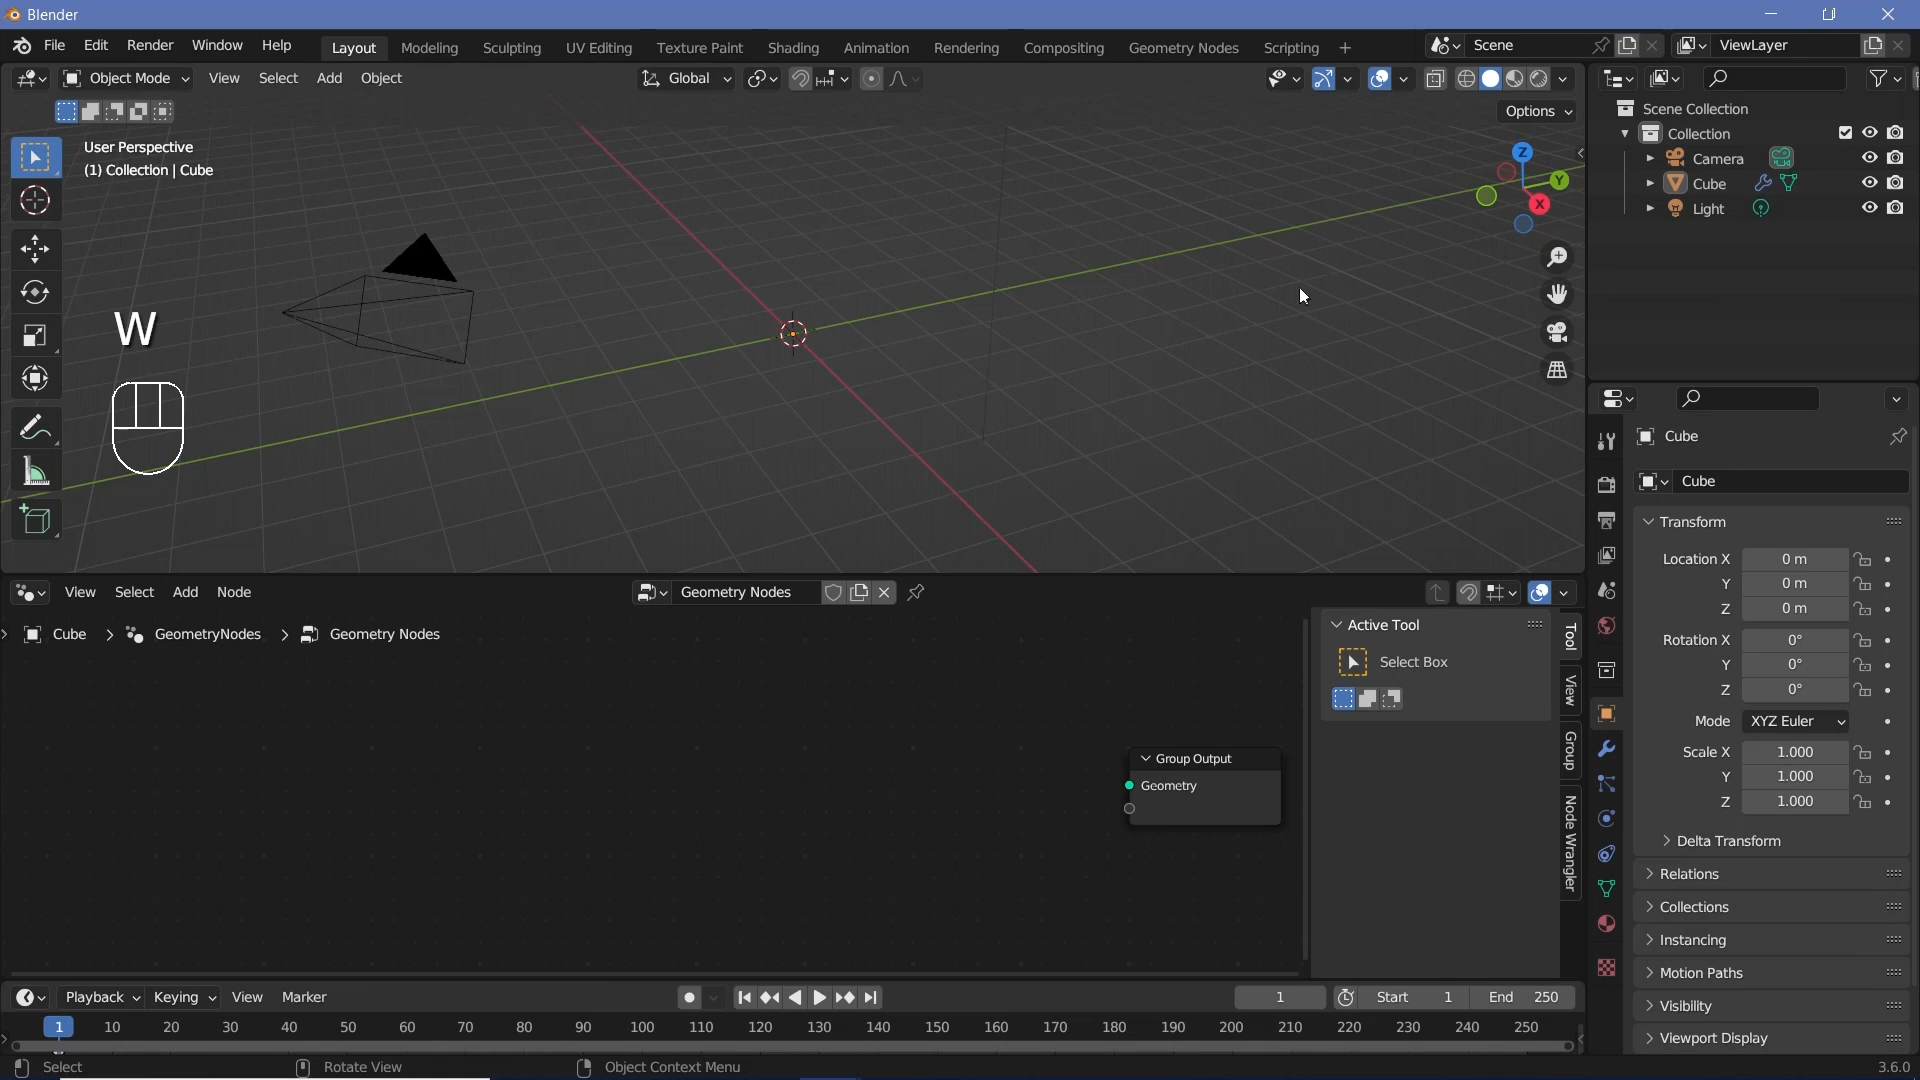 Blender
File Edit Render Window Help Layout Modeling Sculpting UV Editing Texture Paint Shading Animation Rendering Compositing Geometry Nodes Scripting + Scene ViewLayer
Object Mode View Select Add Object Global
Options
User Perspective
(1) Collection | Cube
Z
Y
X
W
Scene Collection
Collection
Camera
Cube
Light
Cube
Cube
Transform
Location X 0 m
Y 0 m
Z 0 m
Rotation X 0°
Y 0°
Z 0°
Mode XYZ Euler
Scale X 1.000
Y 1.000
Z 1.000
Delta Transform
Relations
Collections
Instancing
Motion Paths
Visibility
Viewport Display
View Select Add Node Geometry Nodes
Cube > GeometryNodes > Geometry Nodes
Active Tool
Select Box
Tool
View
Group
Node Wrangler
Group Output
Geometry
Playback Keying View Marker 1 Start 1 End 250
1 10 20 30 40 50 60 70 80 90 100 110 120 130 140 150 160 170 180 190 200 210 220 230 240 250
Select Rotate View Object Context Menu 3.6.0